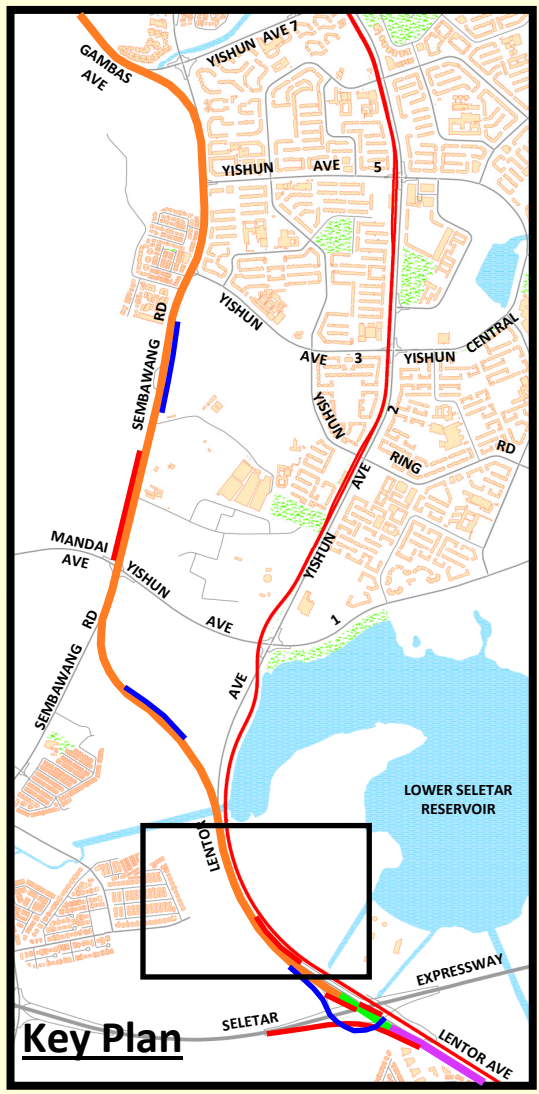 YISHUN AVE 7
GAMBAS
AVE
YISHUN AVE 5
YISHUN
AVE 3
YISHUN CENTRAL
SEMBAWANG RD
YISHUN
RING RD
YISHUN AVE 2
MANDAI
AVE
YISHUN
AVE 1
SEMBAWANG RD
LENTOR AVE
LOWER SELETAR
RESERVOIR
SELETAR EXPRESSWAY
LENTOR AVE
Key Plan